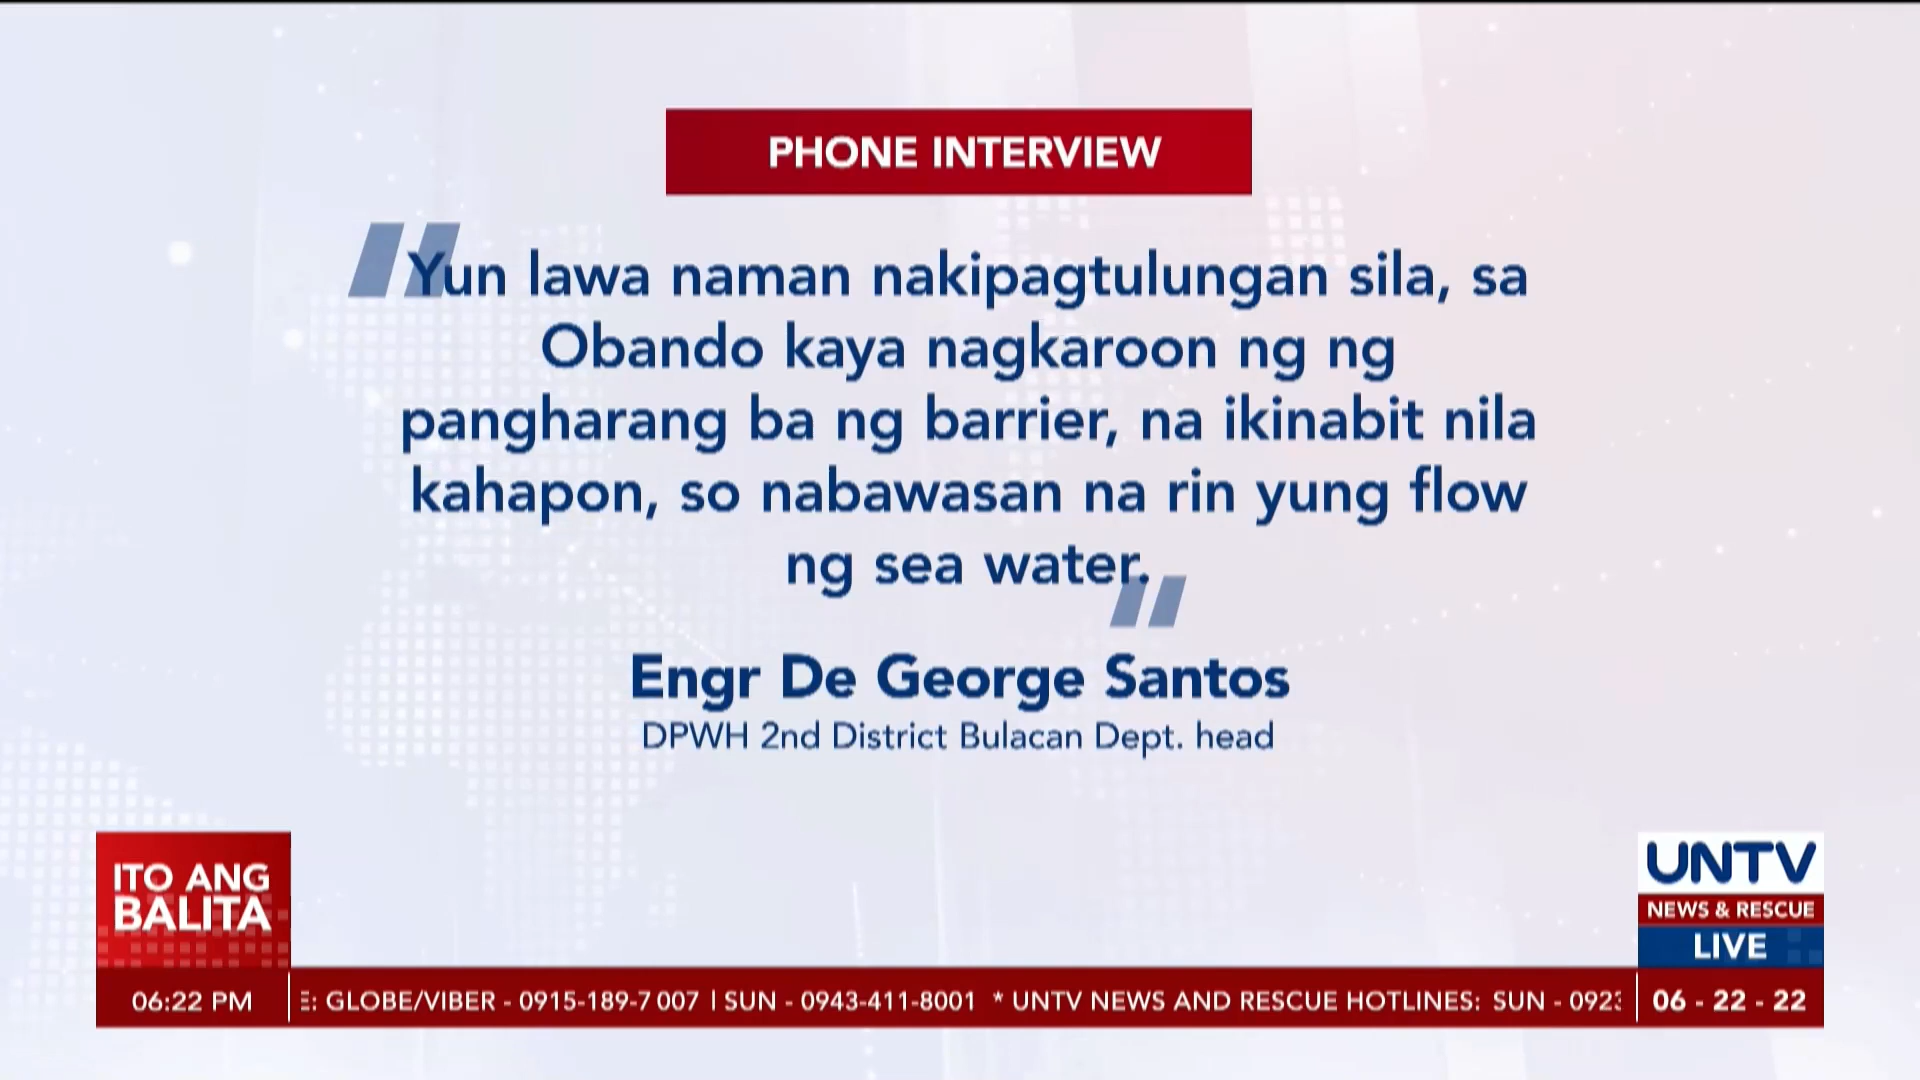 PHONE INTERVIEW
"Yun lawa naman nakipagtulungan sila, sa
Obando kaya nagkaroon ng ng
pangharang ba ng barrier, na ikinabit nila
kahapon, so nabawasan na rin yung flow
ng sea water."
Engr De George Santos
DPWH 2nd District Bulacan Dept. head
ITO ANG
BALITA
UNTV
NEWS & RESCUE
LIVE
06:22 PM
E: GLOBE/VIBER - 0915-189-7007 | SUN - 0943-411-8001 * UNTV NEWS AND RESCUE HOTLINES: SUN - 092
06 - 22 - 22